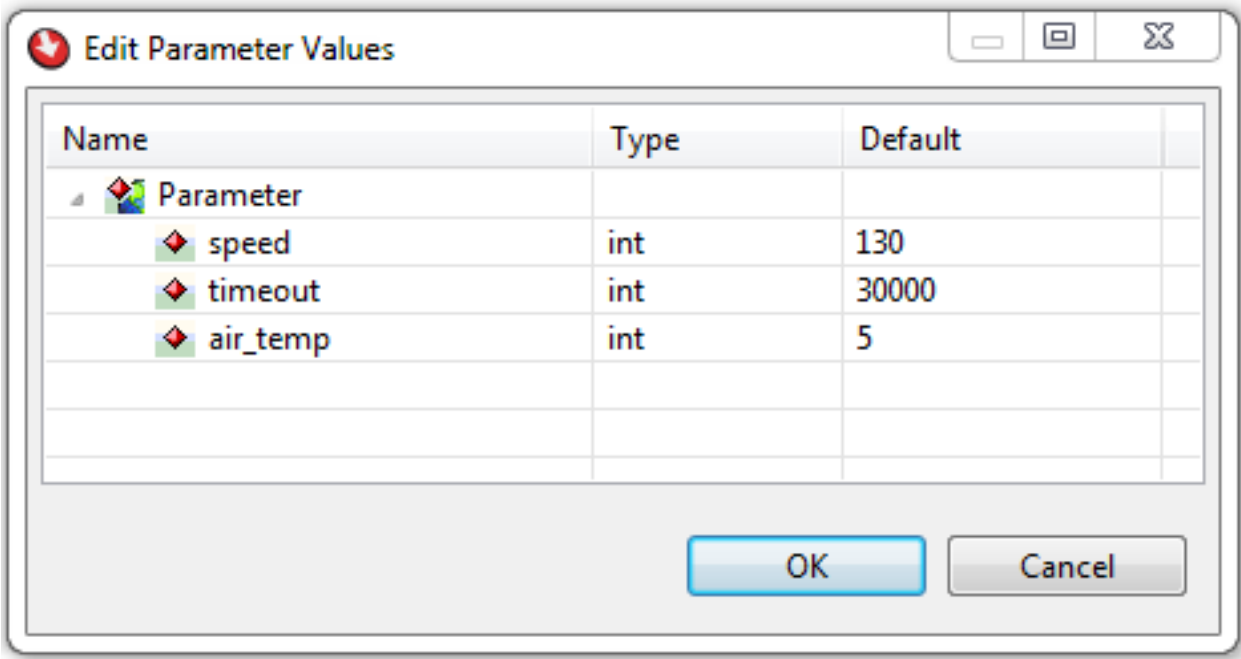 Edit Parameter Values
Name Type Default
Parameter
speed int 130
timeout int 30000
air_temp int 5
OK Cancel